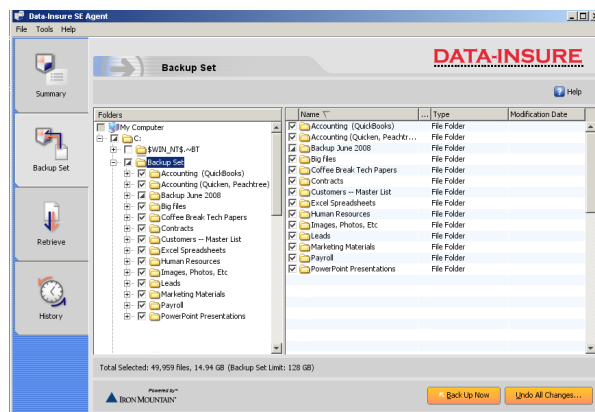 Data-Insure SE Agent
File Tools Help
Summary
Backup Set
DATA-INSURE
Help
Folders
My Computer
C:
$WIN_NT$.~BT
Backup Set
Accounting (QuickBooks)
Accounting (Quicken, Peachtree)
Backup June 2008
Big files
Coffee Break Tech Papers
Contracts
Customers -- Master List
Excel Spreadsheets
Human Resources
Images, Photos, Etc
Leads
Marketing Materials
Payroll
PowerPoint Presentations
Name ... Type Modification Date
Accounting (QuickBooks) File Folder
Accounting (Quicken, Peachtr... File Folder
Backup June 2008 File Folder
Big files File Folder
Coffee Break Tech Papers File Folder
Contracts File Folder
Customers -- Master List File Folder
Excel Spreadsheets File Folder
Human Resources File Folder
Images, Photos, Etc File Folder
Leads File Folder
Marketing Materials File Folder
Payroll File Folder
PowerPoint Presentations File Folder
Backup Set
Retrieve
History
Total Selected: 49,959 files, 14.94 GB (Backup Set Limit: 128 GB)
Powered by™
IRON MOUNTAIN®
Back Up Now
Undo All Changes...